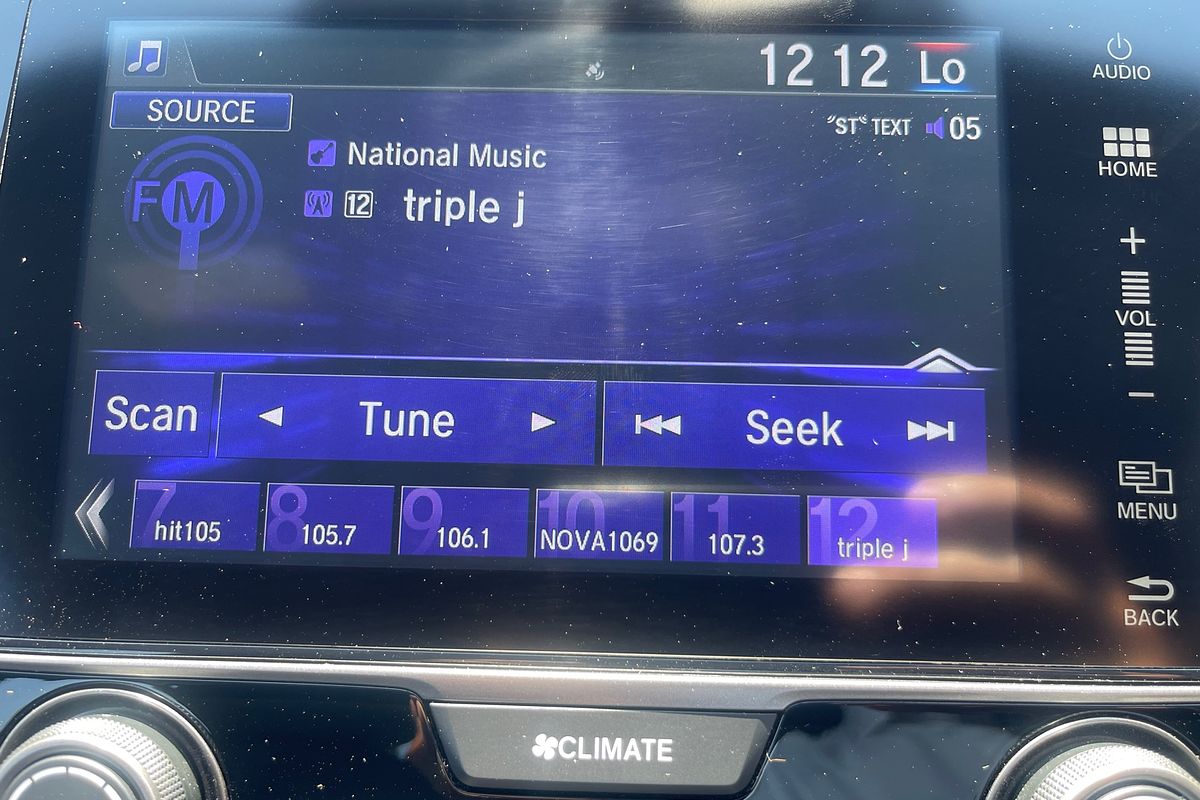 12 12 Lo
AUDIO
SOURCE
"ST" TEXT 05
FM
National Music
12 triple j
HOME
+
VOL
−
Scan Tune Seek
7 hit105
8 105.7
9 106.1
10 NOVA1069
11 107.3
12 triple j
MENU
BACK
CLIMATE